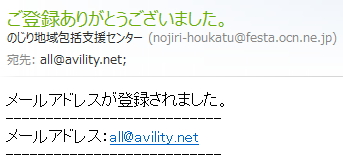 ご登録ありがとうございました。
のじり地域包括支援センター (nojiri-houkatu@festa.ocn.ne.jp)
宛先: all@avility.net;
メールアドレスが登録されました。
---------------------------
メールアドレス: all@avility.net
---------------------------